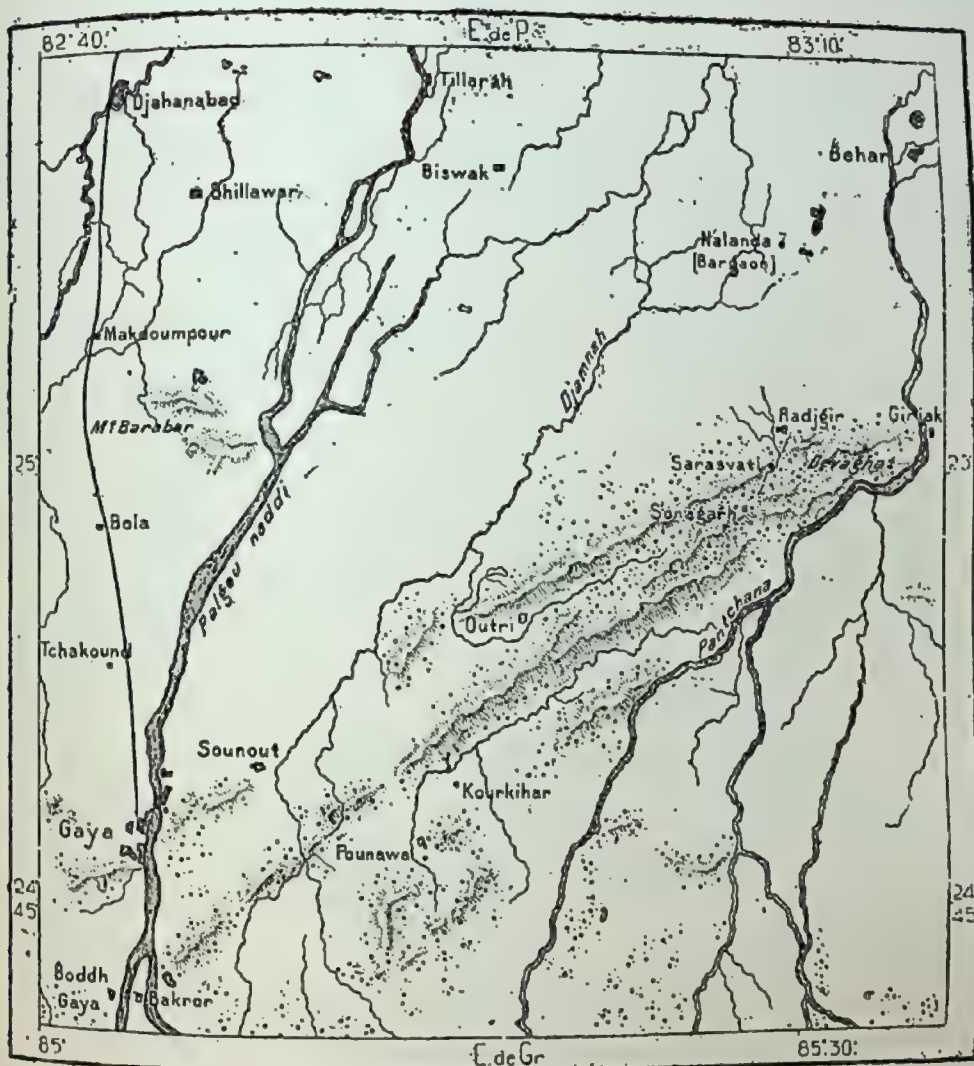 82°40'
E. de P.
83°10'
Djahanabad
Tillarah
Behar
Biswak
Shillawari
Nalanda ?
(Bargaon)
Makdoumpour
Djamnah
Mt Barabar
Radjgir
Giriak
25°
Sarasvati
Devaghat
Bola
Palgou naddi
Sonagarh
Outri
Pantchana
Tchakound
Sounout
Kourkihar
Gaya
Pounawa
24
45
24
45
Boddh
Gaya
Bakror
85°
E. de Gr
85°30'